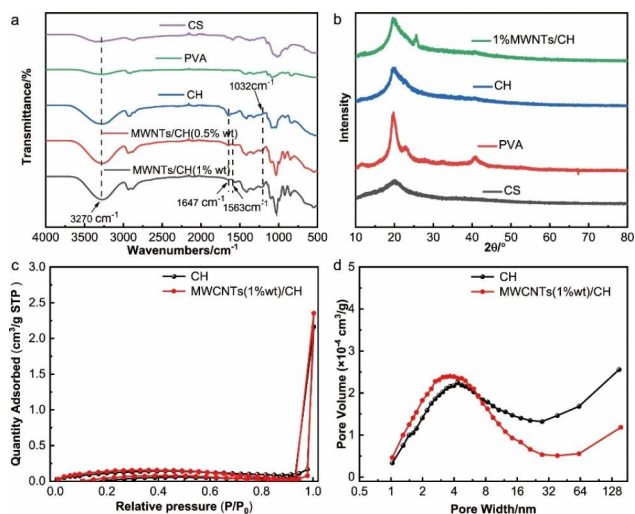 a
CS
PVA
1032cm⁻¹
CH
MWNTs/CH(0.5% wt)
MWNTs/CH(1% wt)
3270 cm⁻¹
1647 cm⁻¹
1563cm⁻¹
Transmittance/%
4000 3500 3000 2500 2000 1500 1000 500
Wavenumbers/cm⁻¹
b
1%MWNTs/CH
CH
PVA
CS
Intensity
10 20 30 40 50 60 70 80
2θ/°
c
CH
MWCNTs(1%wt)/CH
Quantity Adsorbed (cm³/g STP)
3.0
2.5
2.0
1.5
1.0
0.5
0.0
0.0 0.2 0.4 0.6 0.8 1.0
Relative pressure (P/P₀)
d
CH
MWCNTs(1%wt)/CH
Pore Volume (×10⁻⁴ cm³/g)
5
4
3
2
1
0
0.5 1 2 4 8 16 32 64 128
Pore Width/nm